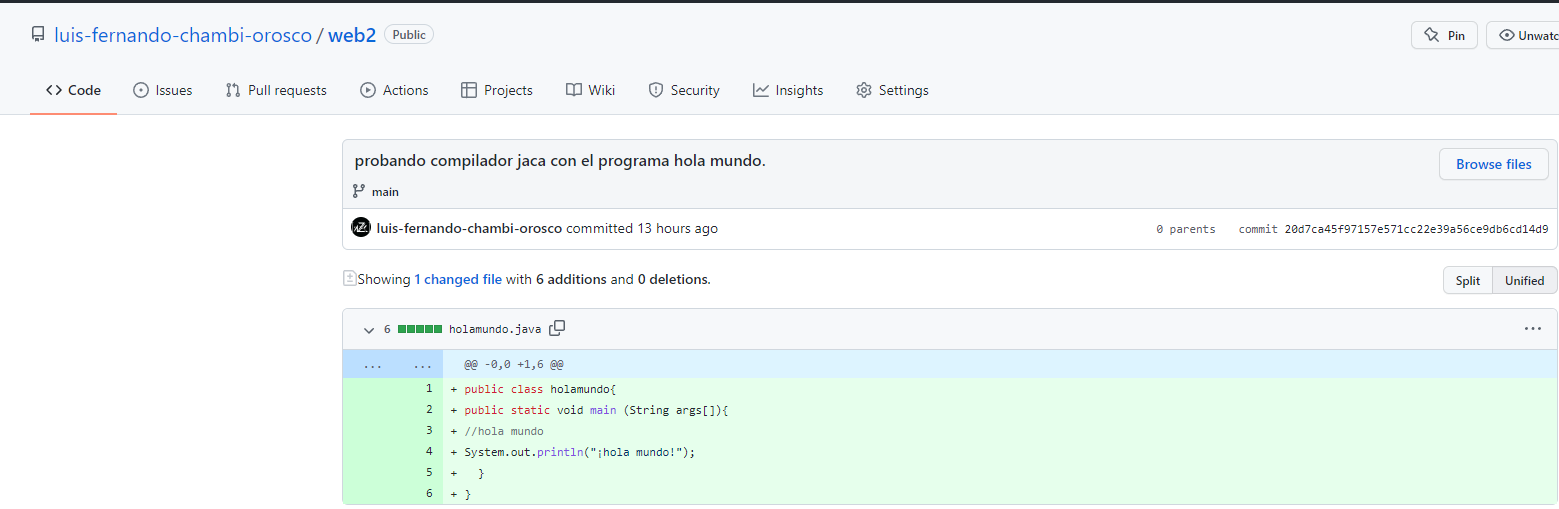 luis-fernando-chambi-orosco / web2 Public
Pin Unwatc
Code Issues Pull requests Actions Projects Wiki Security Insights Settings
probando compilador jaca con el programa hola mundo.
Browse files
main
luis-fernando-chambi-orosco committed 13 hours ago 0 parents commit 20d7ca45f97157e571cc22e39a56ce9db6cd14d9
Showing 1 changed file with 6 additions and 0 deletions. Split Unified
6 holamundo.java
... ... @@ -0,0 +1,6 @@
1 + public class holamundo{
2 + public static void main (String args[]){
3 + //hola mundo
4 + System.out.println("¡hola mundo!");
5 + }
6 + }